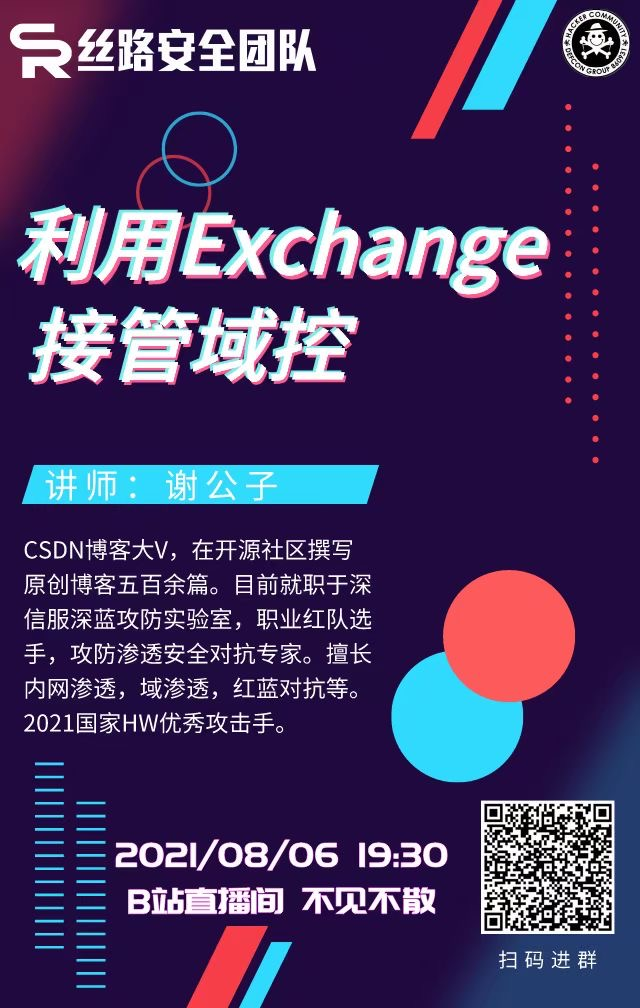 SR 丝路安全团队
HACKER COMMUNITY
DEFCON GROUP 860931
利用Exchange
接管域控
讲师：谢公子
CSDN博客大V，在开源社区撰写
原创博客五百余篇。目前就职于深
信服深蓝攻防实验室，职业红队选
手，攻防渗透安全对抗专家。擅长
内网渗透，域渗透，红蓝对抗等。
2021国家HW优秀攻击手。
2021/08/06 19:30
B站直播间 不见不散
扫码进群